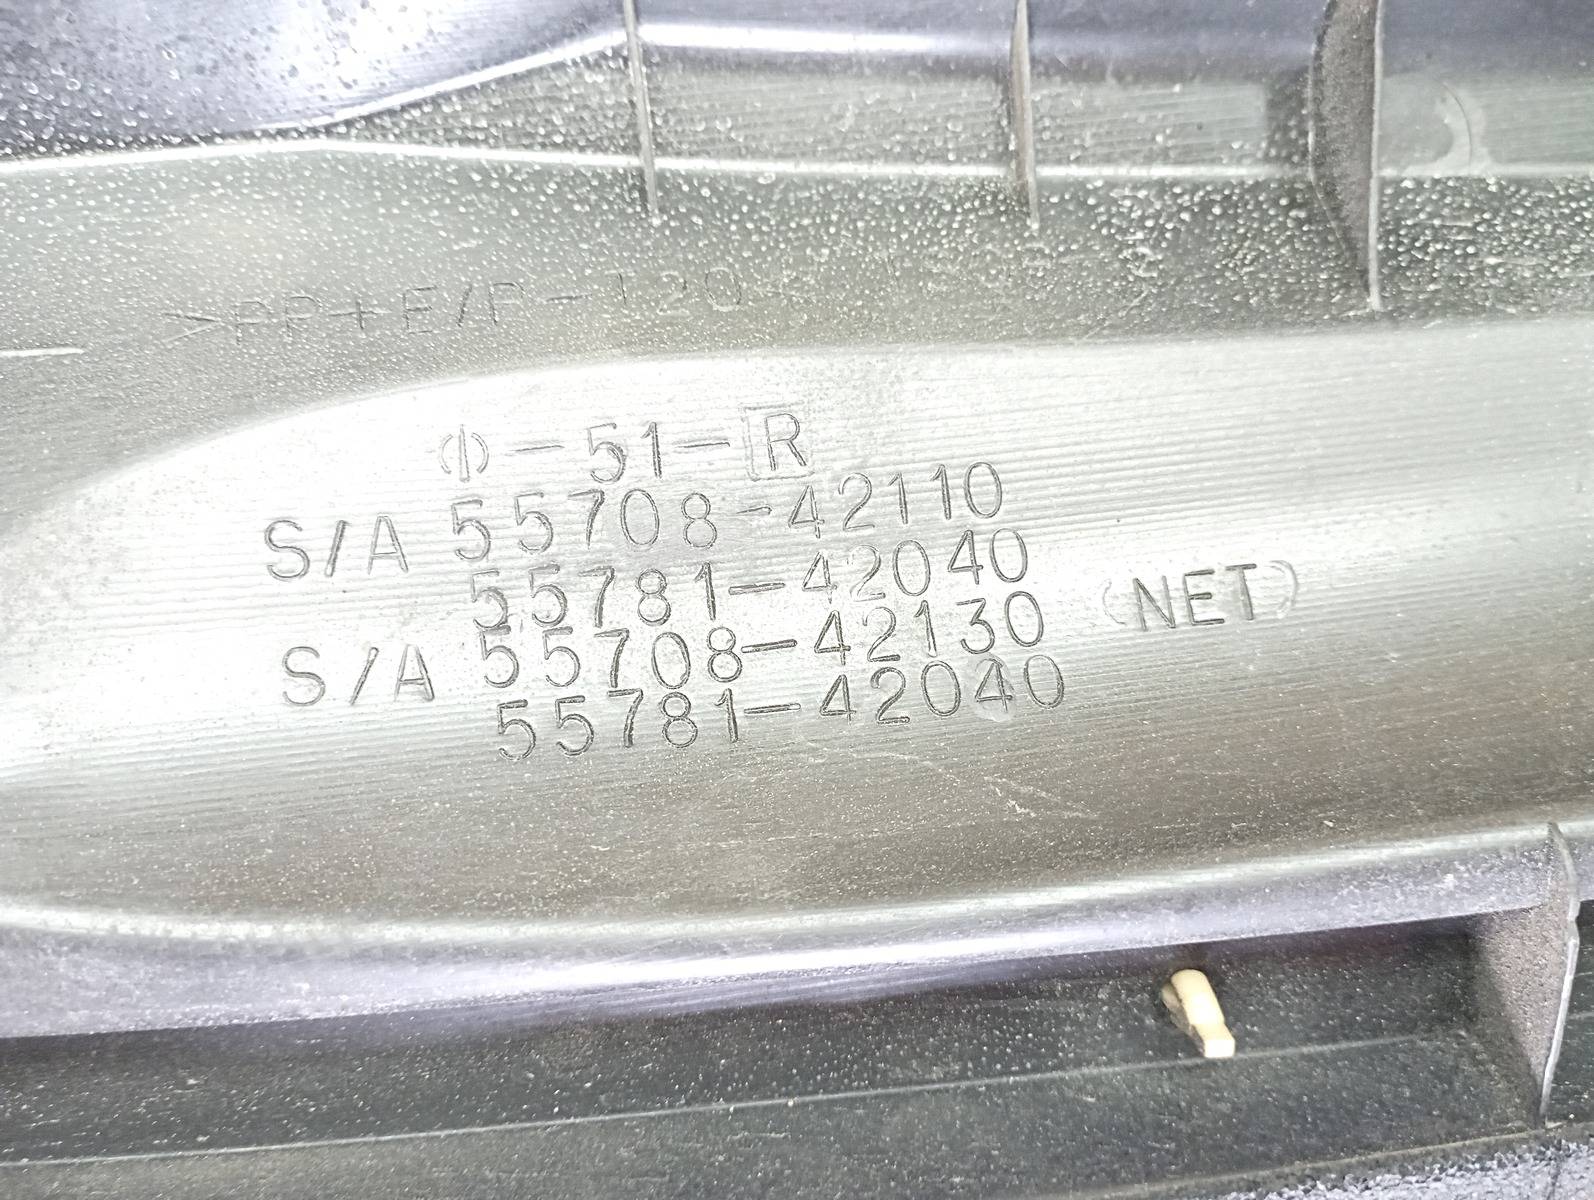 >PP+E/P-T20<
(I)-51-R
S/A 55708-42110
55781-42040
S/A 55708-42130 (NET)
55781-42040